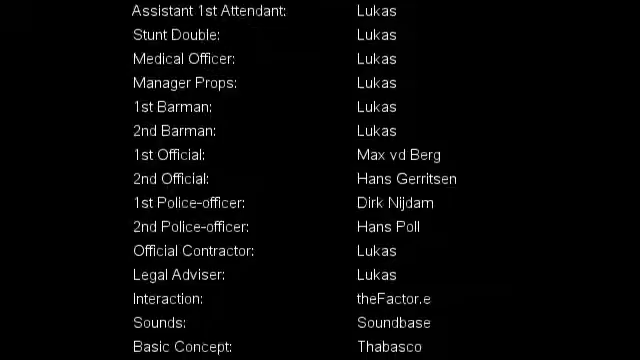 Assistant 1st Attendant: Lukas
Stunt Double: Lukas
Medical Officer: Lukas
Manager Props: Lukas
1st Barman: Lukas
2nd Barman: Lukas
1st Official: Max vd Berg
2nd Official: Hans Gerritsen
1st Police-officer: Dirk Nijdam
2nd Police-officer: Hans Poll
Official Contractor: Lukas
Legal Adviser: Lukas
Interaction: theFactor.e
Sounds: Soundbase
Basic Concept: Thabasco